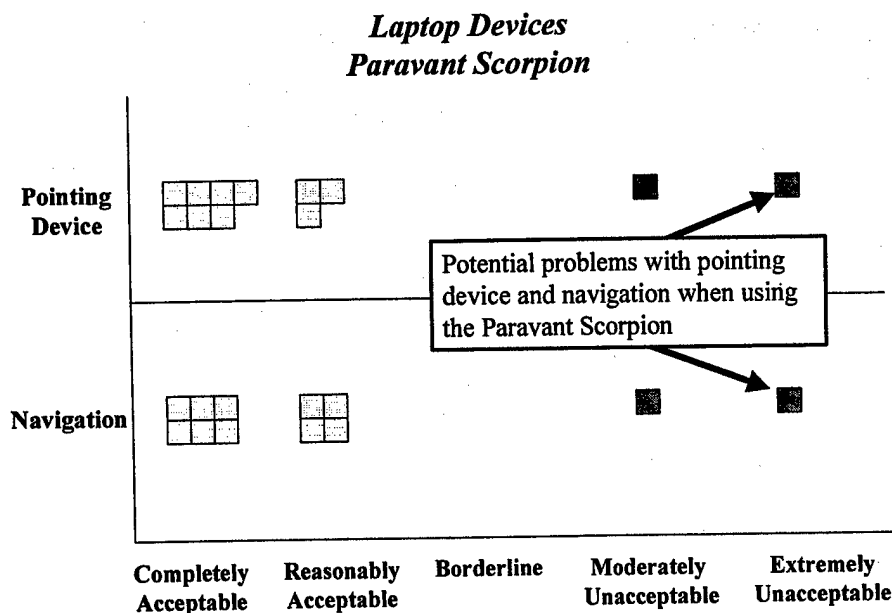 Laptop Devices
Paravant Scorpion
Pointing
Device
Potential problems with pointing
device and navigation when using
the Paravant Scorpion
Navigation
Completely
Acceptable
Reasonably
Acceptable
Borderline
Moderately
Unacceptable
Extremely
Unacceptable